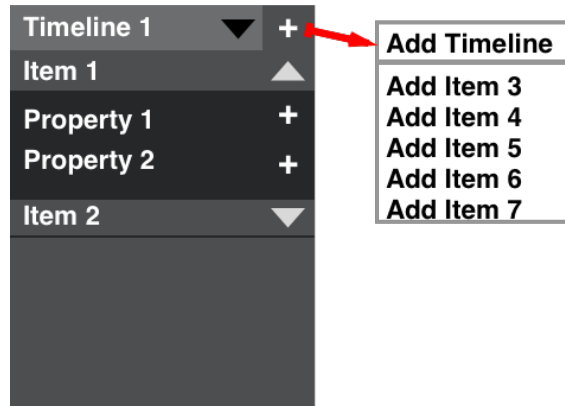 Timeline 1 +
Item 1
Property 1 +
Property 2 +
Item 2
Add Timeline
Add Item 3
Add Item 4
Add Item 5
Add Item 6
Add Item 7